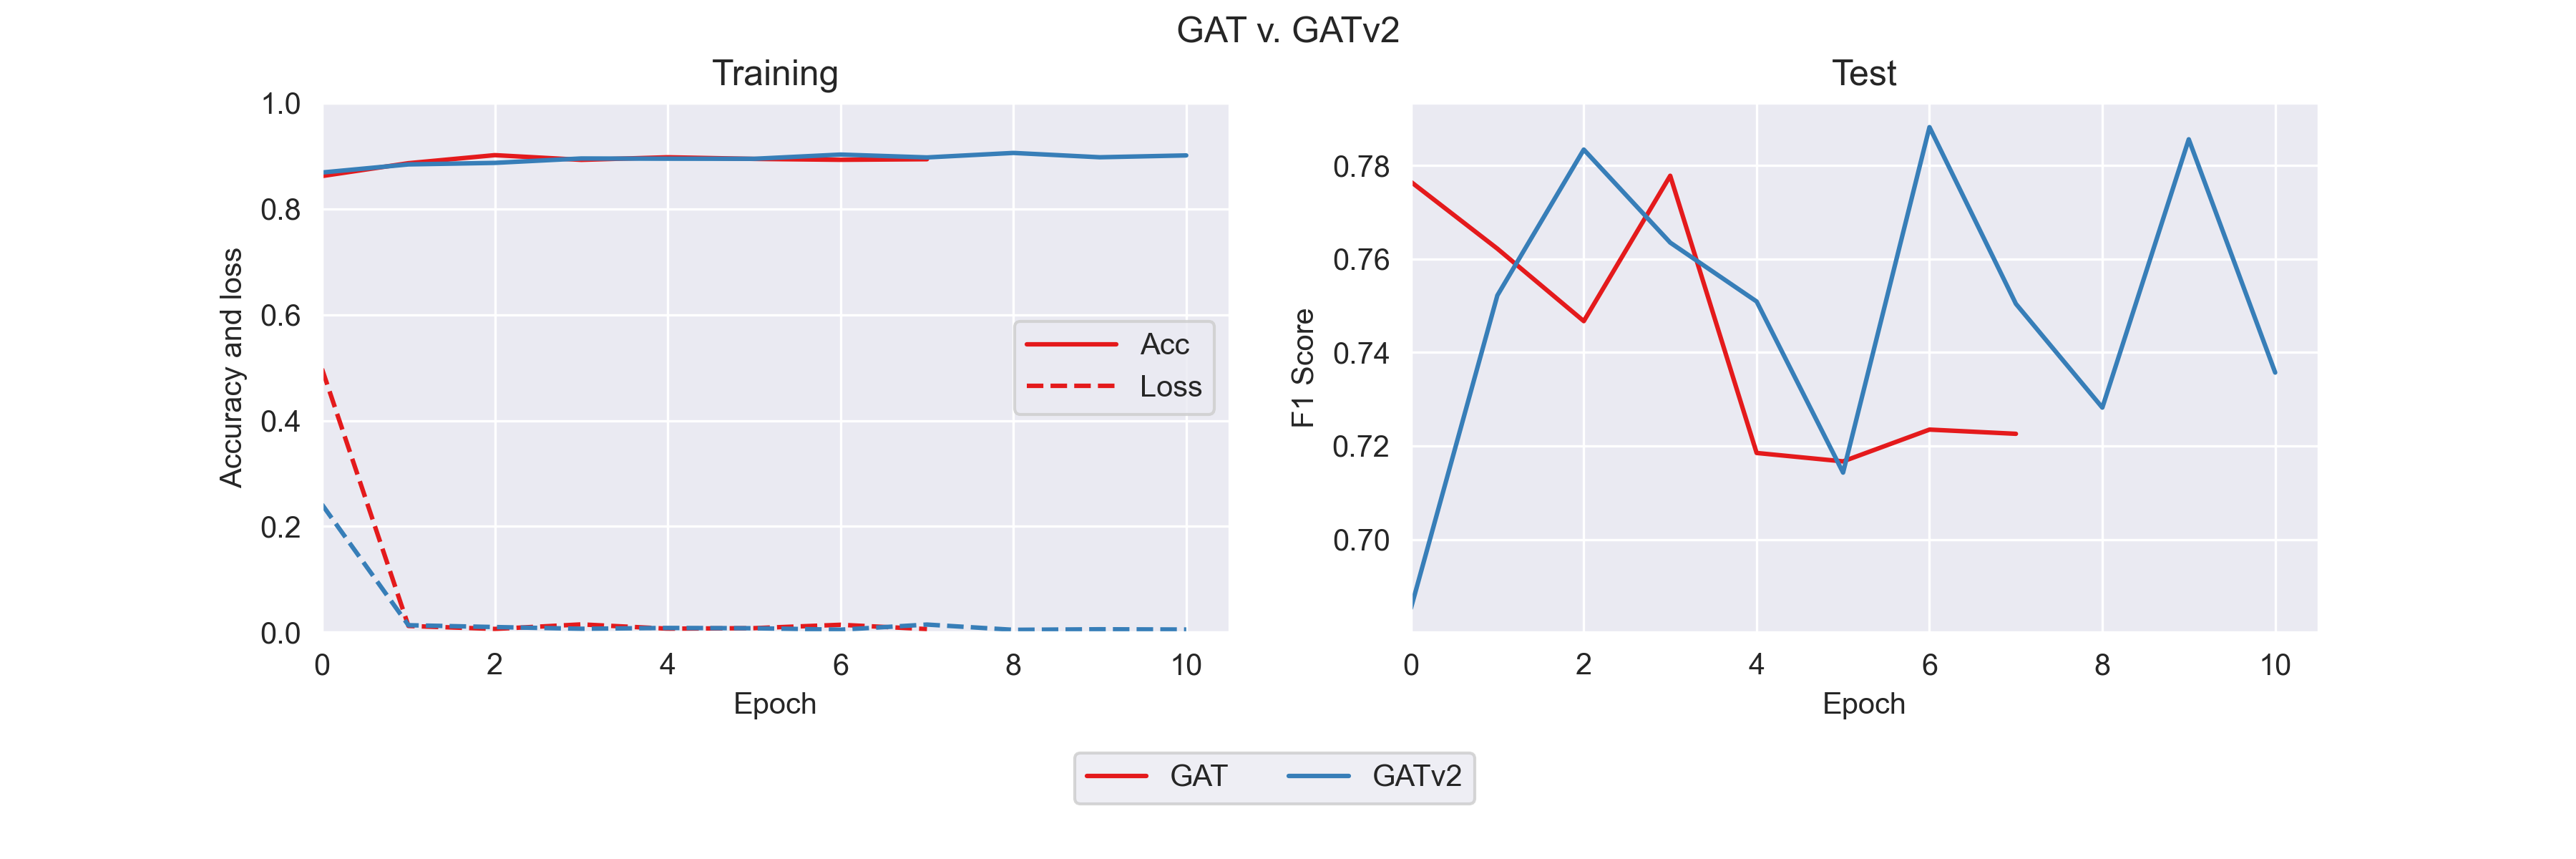 GAT v. GATv2
Training
1.0
0.8
0.6
0.4
0.2
0.0
Accuracy and loss
Acc
Loss
0 2 4 6 8 10
Epoch
Test
0.78
0.76
0.74
0.72
0.70
F1 Score
0 2 4 6 8 10
Epoch
GAT GATv2